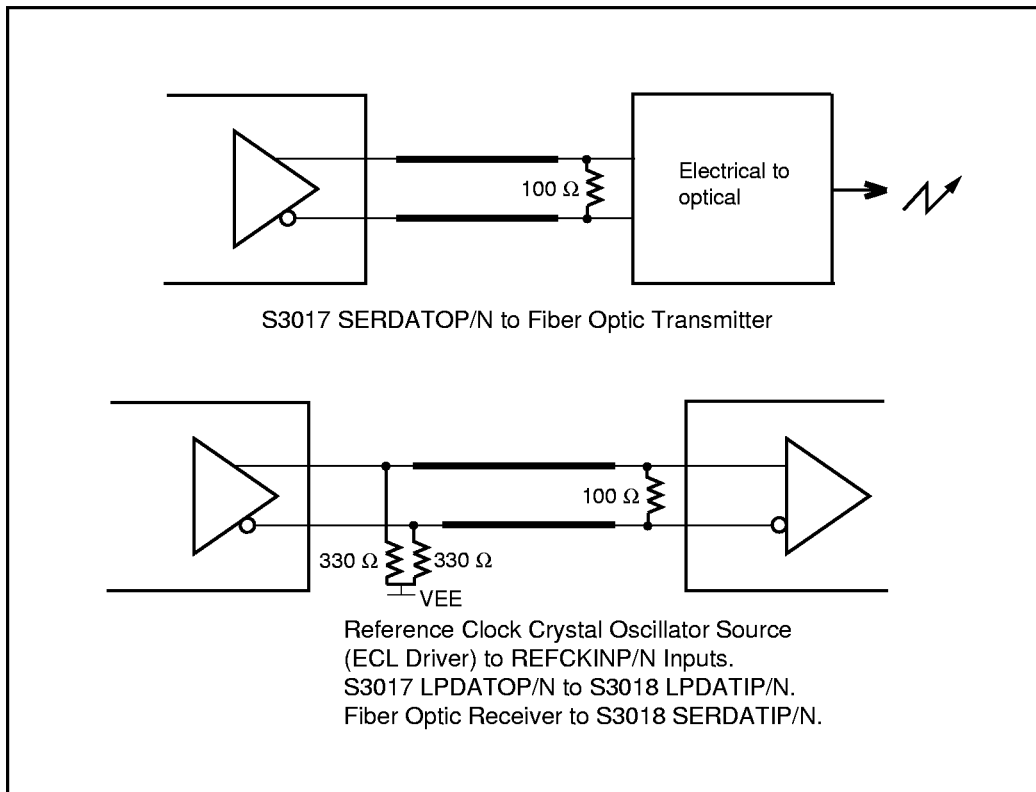 Electrical to
optical
100 Ω
S3017 SERDATOP/N to Fiber Optic Transmitter
100 Ω
330 Ω
330 Ω
VEE
Reference Clock Crystal Oscillator Source
(ECL Driver) to REFCKINP/N Inputs.
S3017 LPDATOP/N to S3018 LPDATIP/N.
Fiber Optic Receiver to S3018 SERDATIP/N.